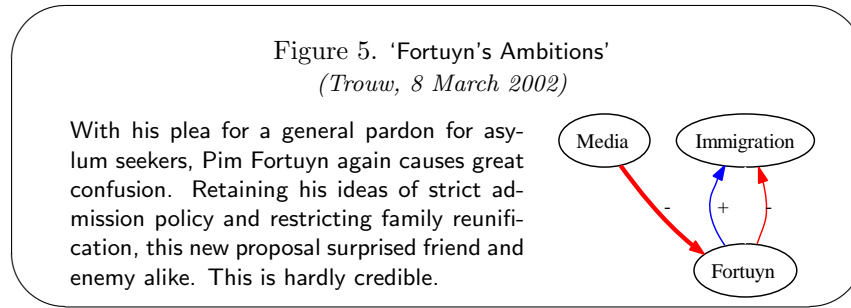 Figure 5. ‘Fortuyn’s Ambitions’
(Trouw, 8 March 2002)
With his plea for a general pardon for asy-
lum seekers, Pim Fortuyn again causes great
confusion. Retaining his ideas of strict ad-
mission policy and restricting family reunifi-
cation, this new proposal surprised friend and
enemy alike. This is hardly credible.
Media
Immigration
-
+
-
Fortuyn